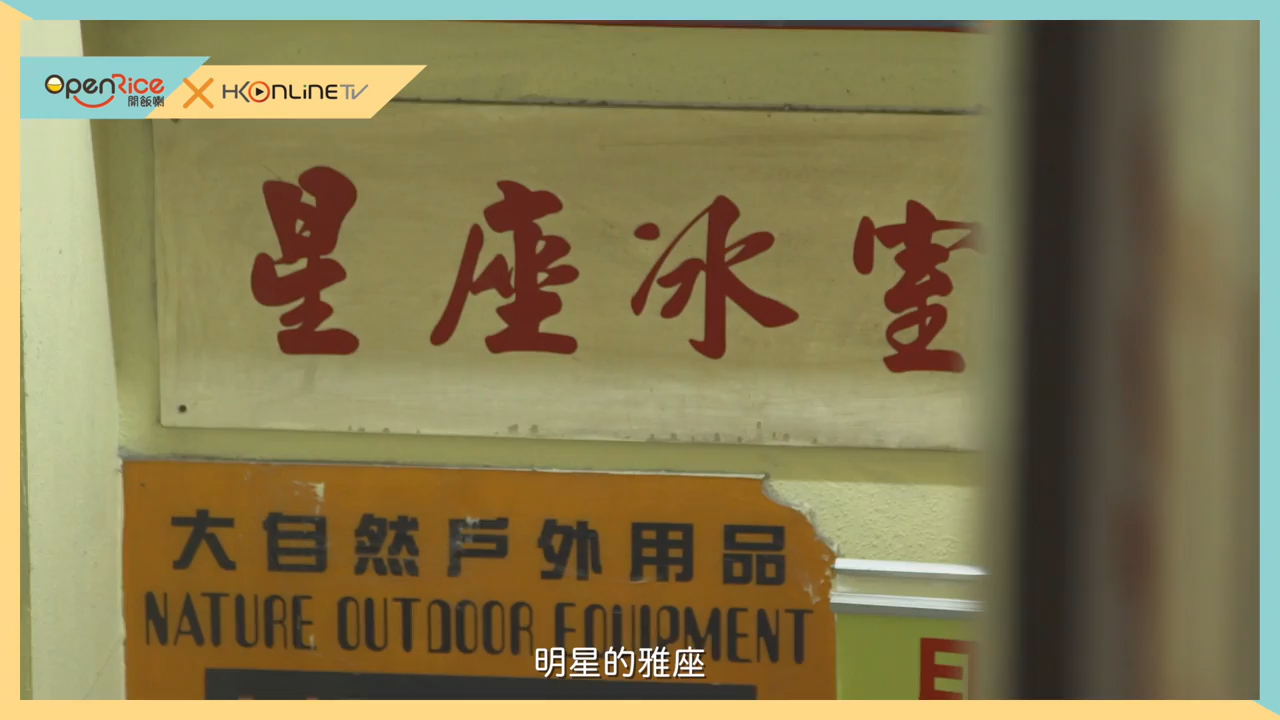 OpenRice
開飯喇
HKONLINETV
星座冰室
大自然戶外用品
NATURE OUTDOOR EQUIPMENT
明星的雅座